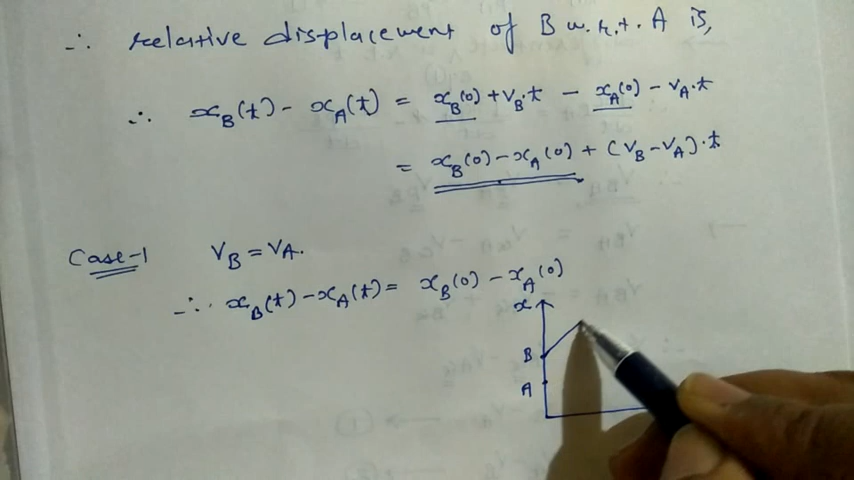 ∴ relative displacement of B w.r.t. A is,
∴ x_B(t) - x_A(t) = x_B(0) + V_B·t - x_A(0) - V_A·t
= x_B(0) - x_A(0) + (V_B - V_A)·t
Case-1 V_B = V_A.
∴ x_B(t) - x_A(t) = x_B(0) - x_A(0)
x
B
A